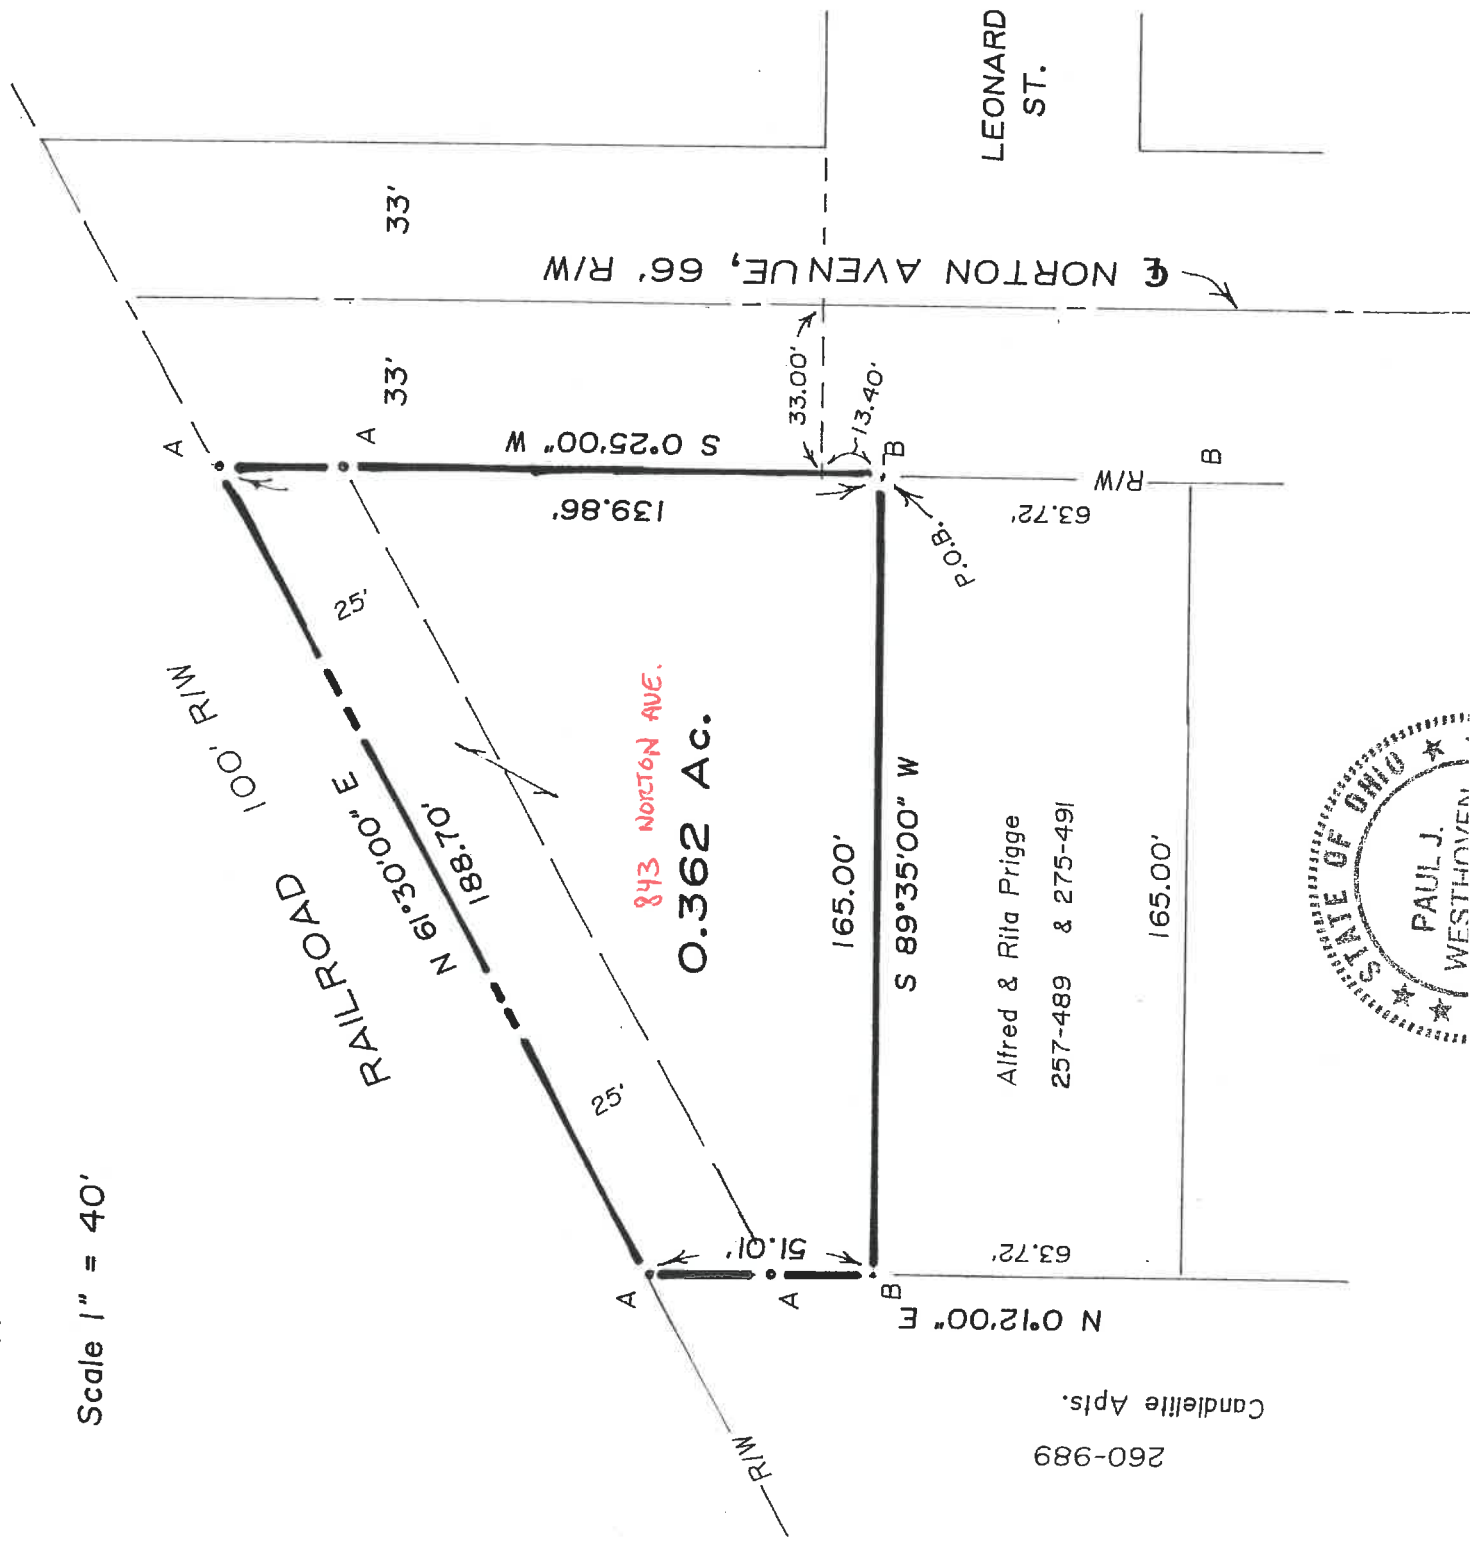 Scale 1" = 40'
RAILROAD 100' R/W
N 61°30'00" E
188.70'
25'
25'
A
A
33'
33'
LEONARD
ST.
℄ NORTON AVENUE, 66' R/W
S 0°25'00" W
139.86'
33.00'
13.40'
843 NORTON AVE.
0.362 Ac.
165.00'
S 89°35'00" W
B
P.O.B.
R/W
63.72'
B
Alfred & Rita Prigge
257-489 & 275-491
165.00'
51.01'
A
A
B
63.72'
N 0°12'00" E
R/W
Candlelite Apts.
260-989
STATE OF OHIO
PAUL J.
WESTHOVEN